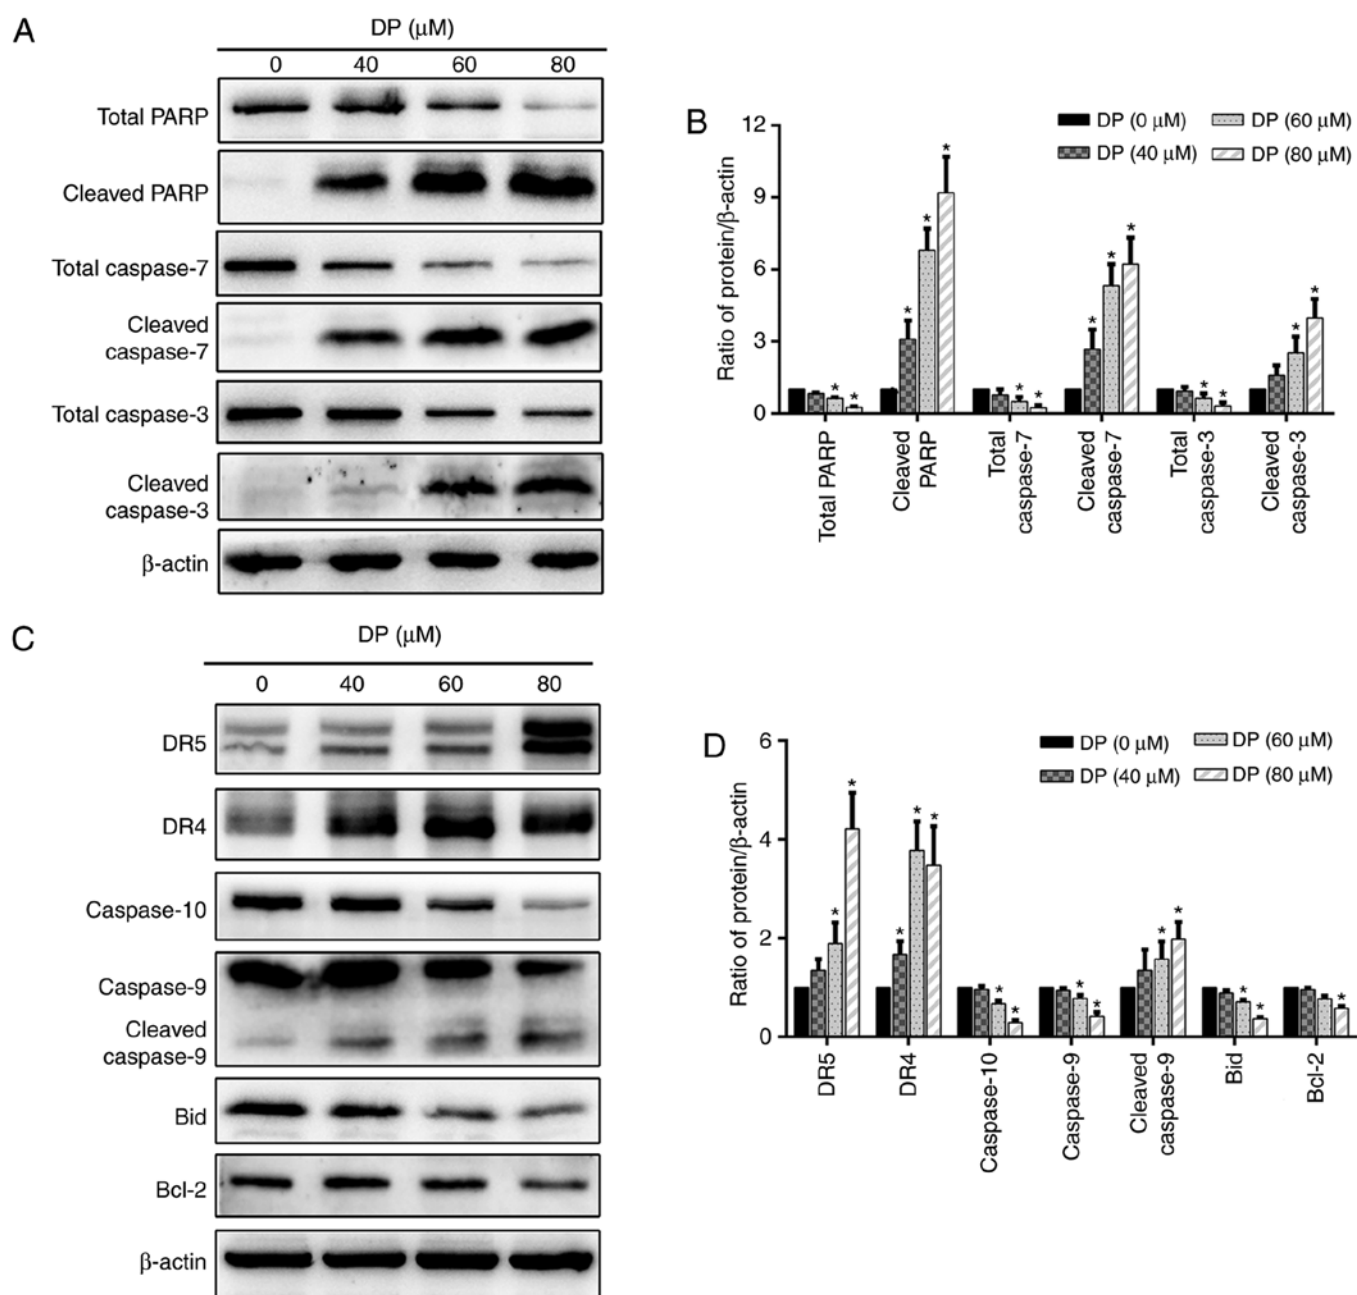 A
DP (μM)
0 40 60 80
Total PARP
Cleaved PARP
Total caspase-7
Cleaved
caspase-7
Total caspase-3
Cleaved
caspase-3
β-actin
B
DP (0 μM) DP (60 μM)
DP (40 μM) DP (80 μM)
Ratio of protein/β-actin
12
9
6
3
0
* * * * * * * * * * * * * * *
Total PARP
Cleaved
PARP
Total
caspase-7
Cleaved
caspase-7
Total
caspase-3
Cleaved
caspase-3
C
DP (μM)
0 40 60 80
DR5
DR4
Caspase-10
Caspase-9
Cleaved
caspase-9
Bid
Bcl-2
β-actin
D
DP (0 μM) DP (60 μM)
DP (40 μM) DP (80 μM)
Ratio of protein/β-actin
6
4
2
0
* * * * * * * * * * * * * *
DR5
DR4
Caspase-10
Caspase-9
Cleaved
caspase-9
Bid
Bcl-2